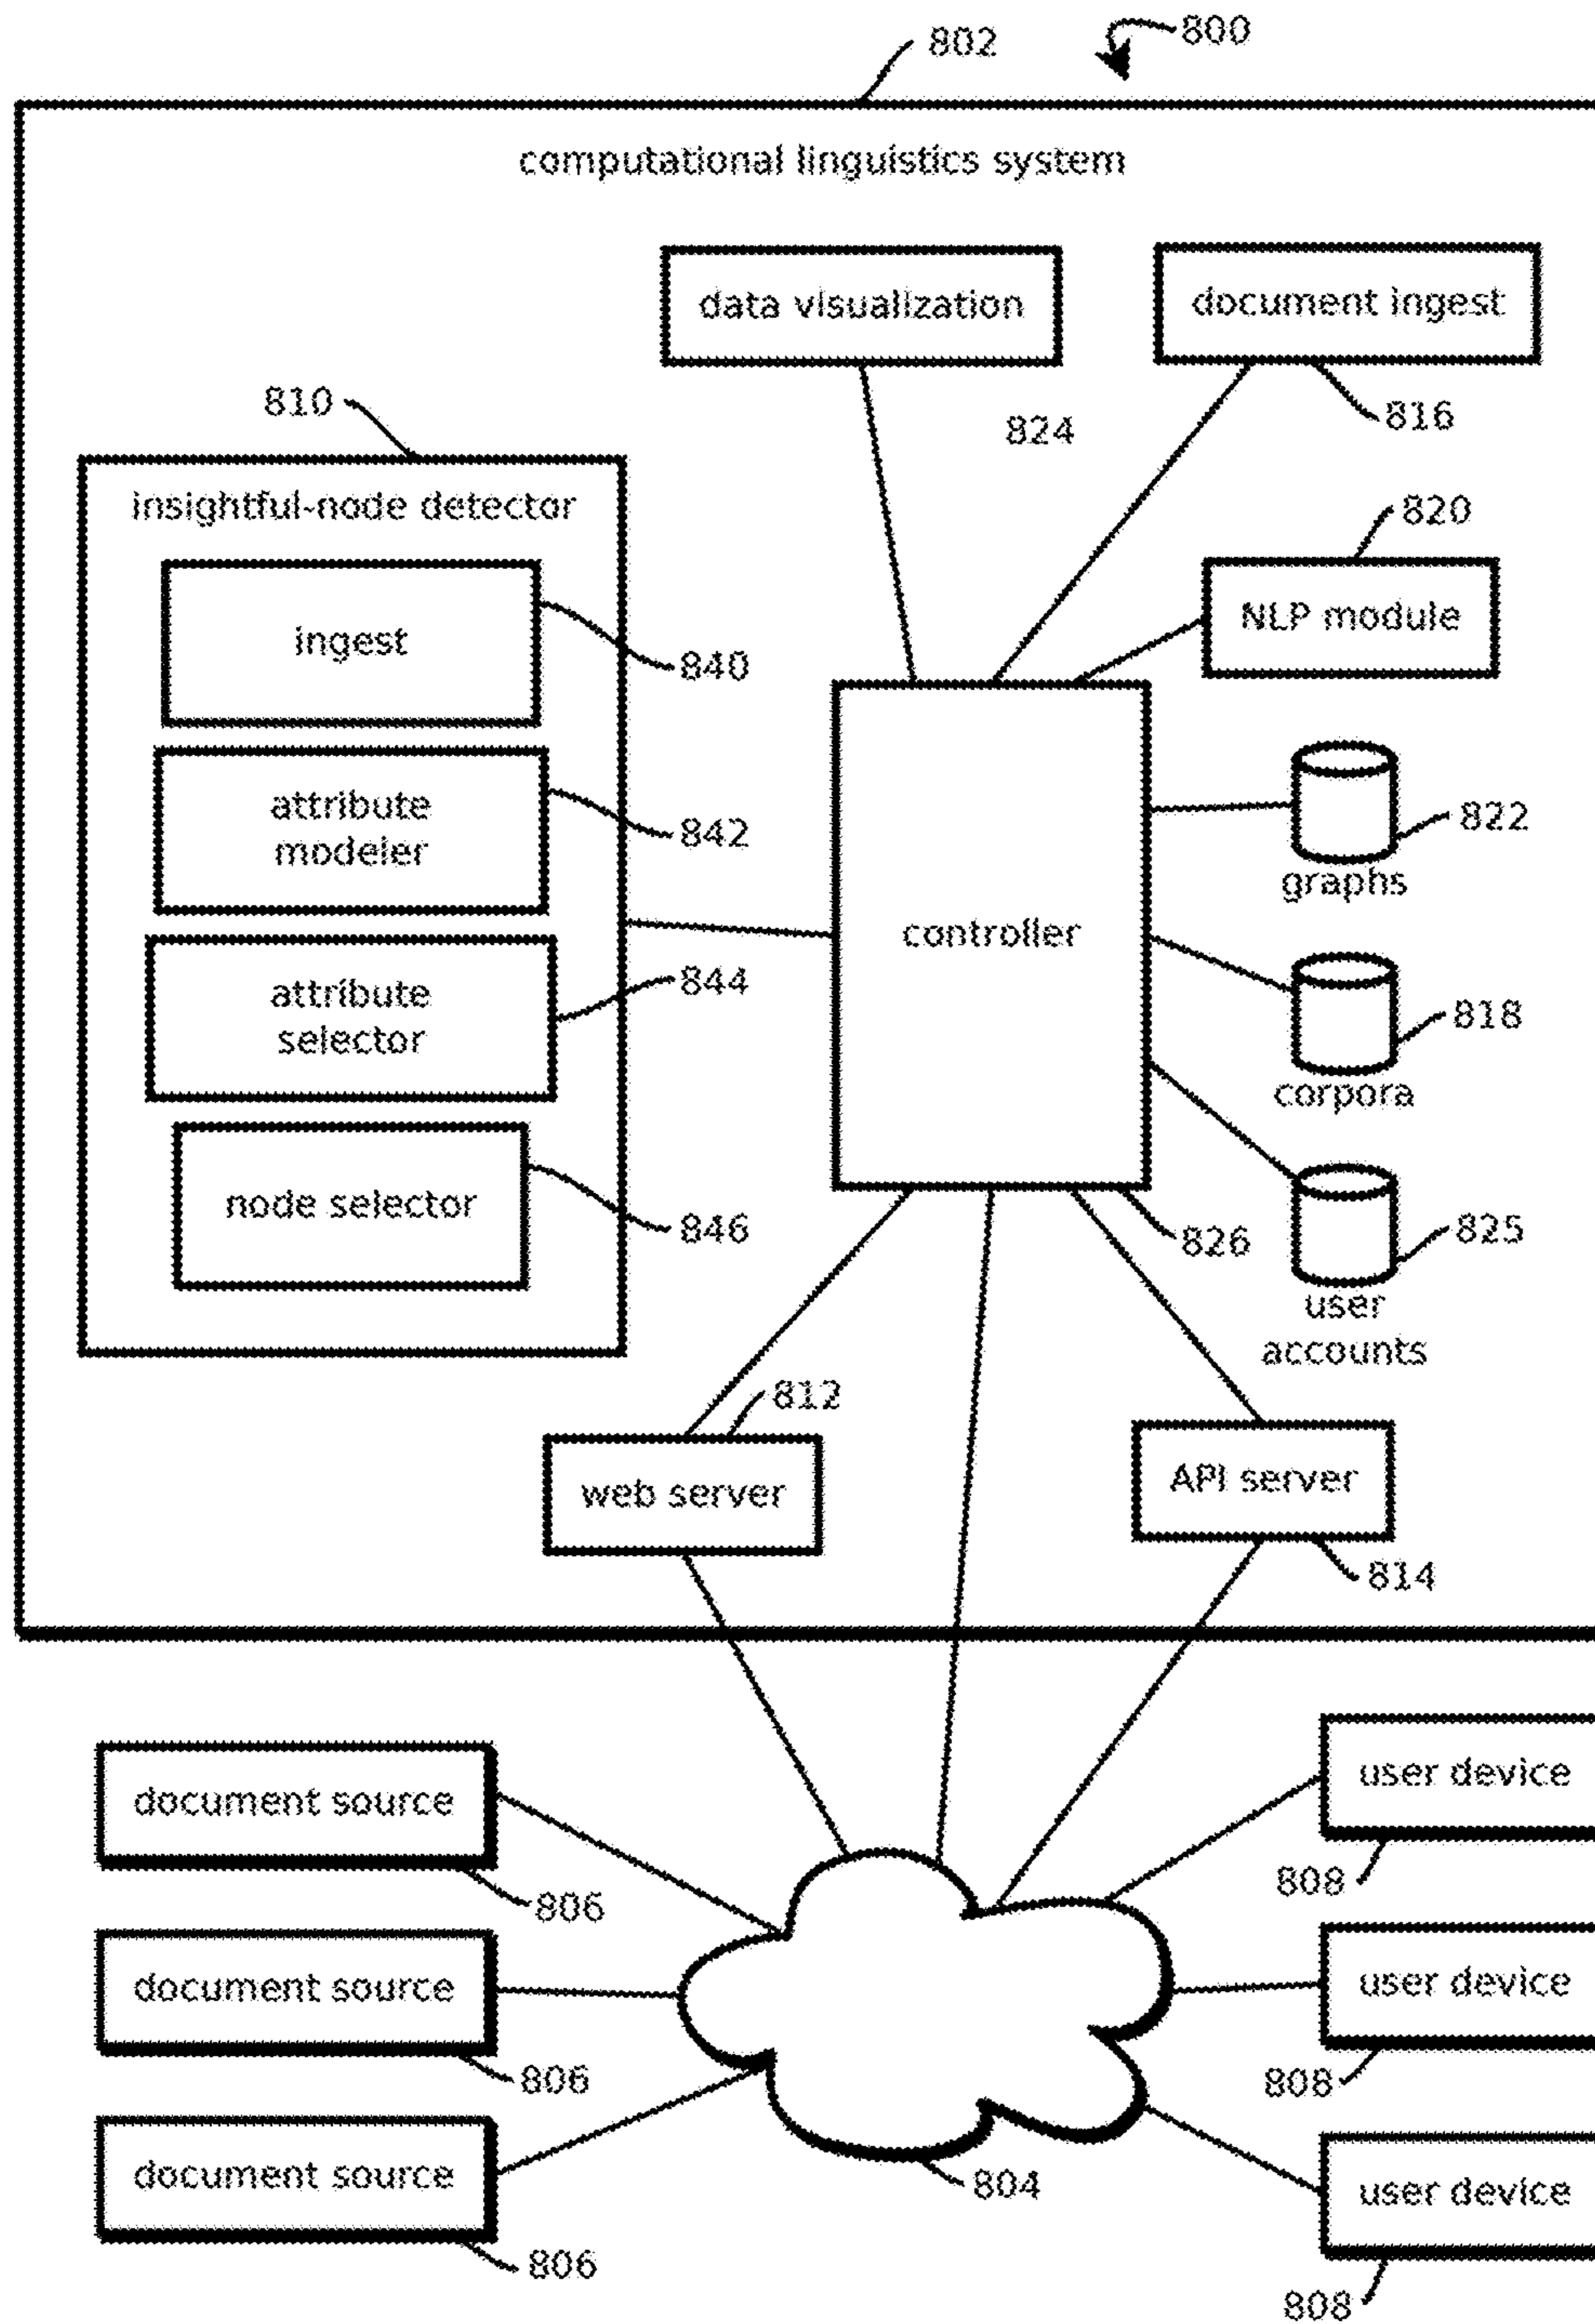 800
802
computational linguistics system
data visualization
document ingest
824
816
810
insightful-node detector
ingest
840
attribute
modeler
842
attribute
selector
844
node selector
846
820
NLP module
controller
826
822
graphs
818
corpora
825
user
accounts
812
web server
API server
814
document source
806
document source
806
document source
806
804
user device
808
user device
808
user device
808